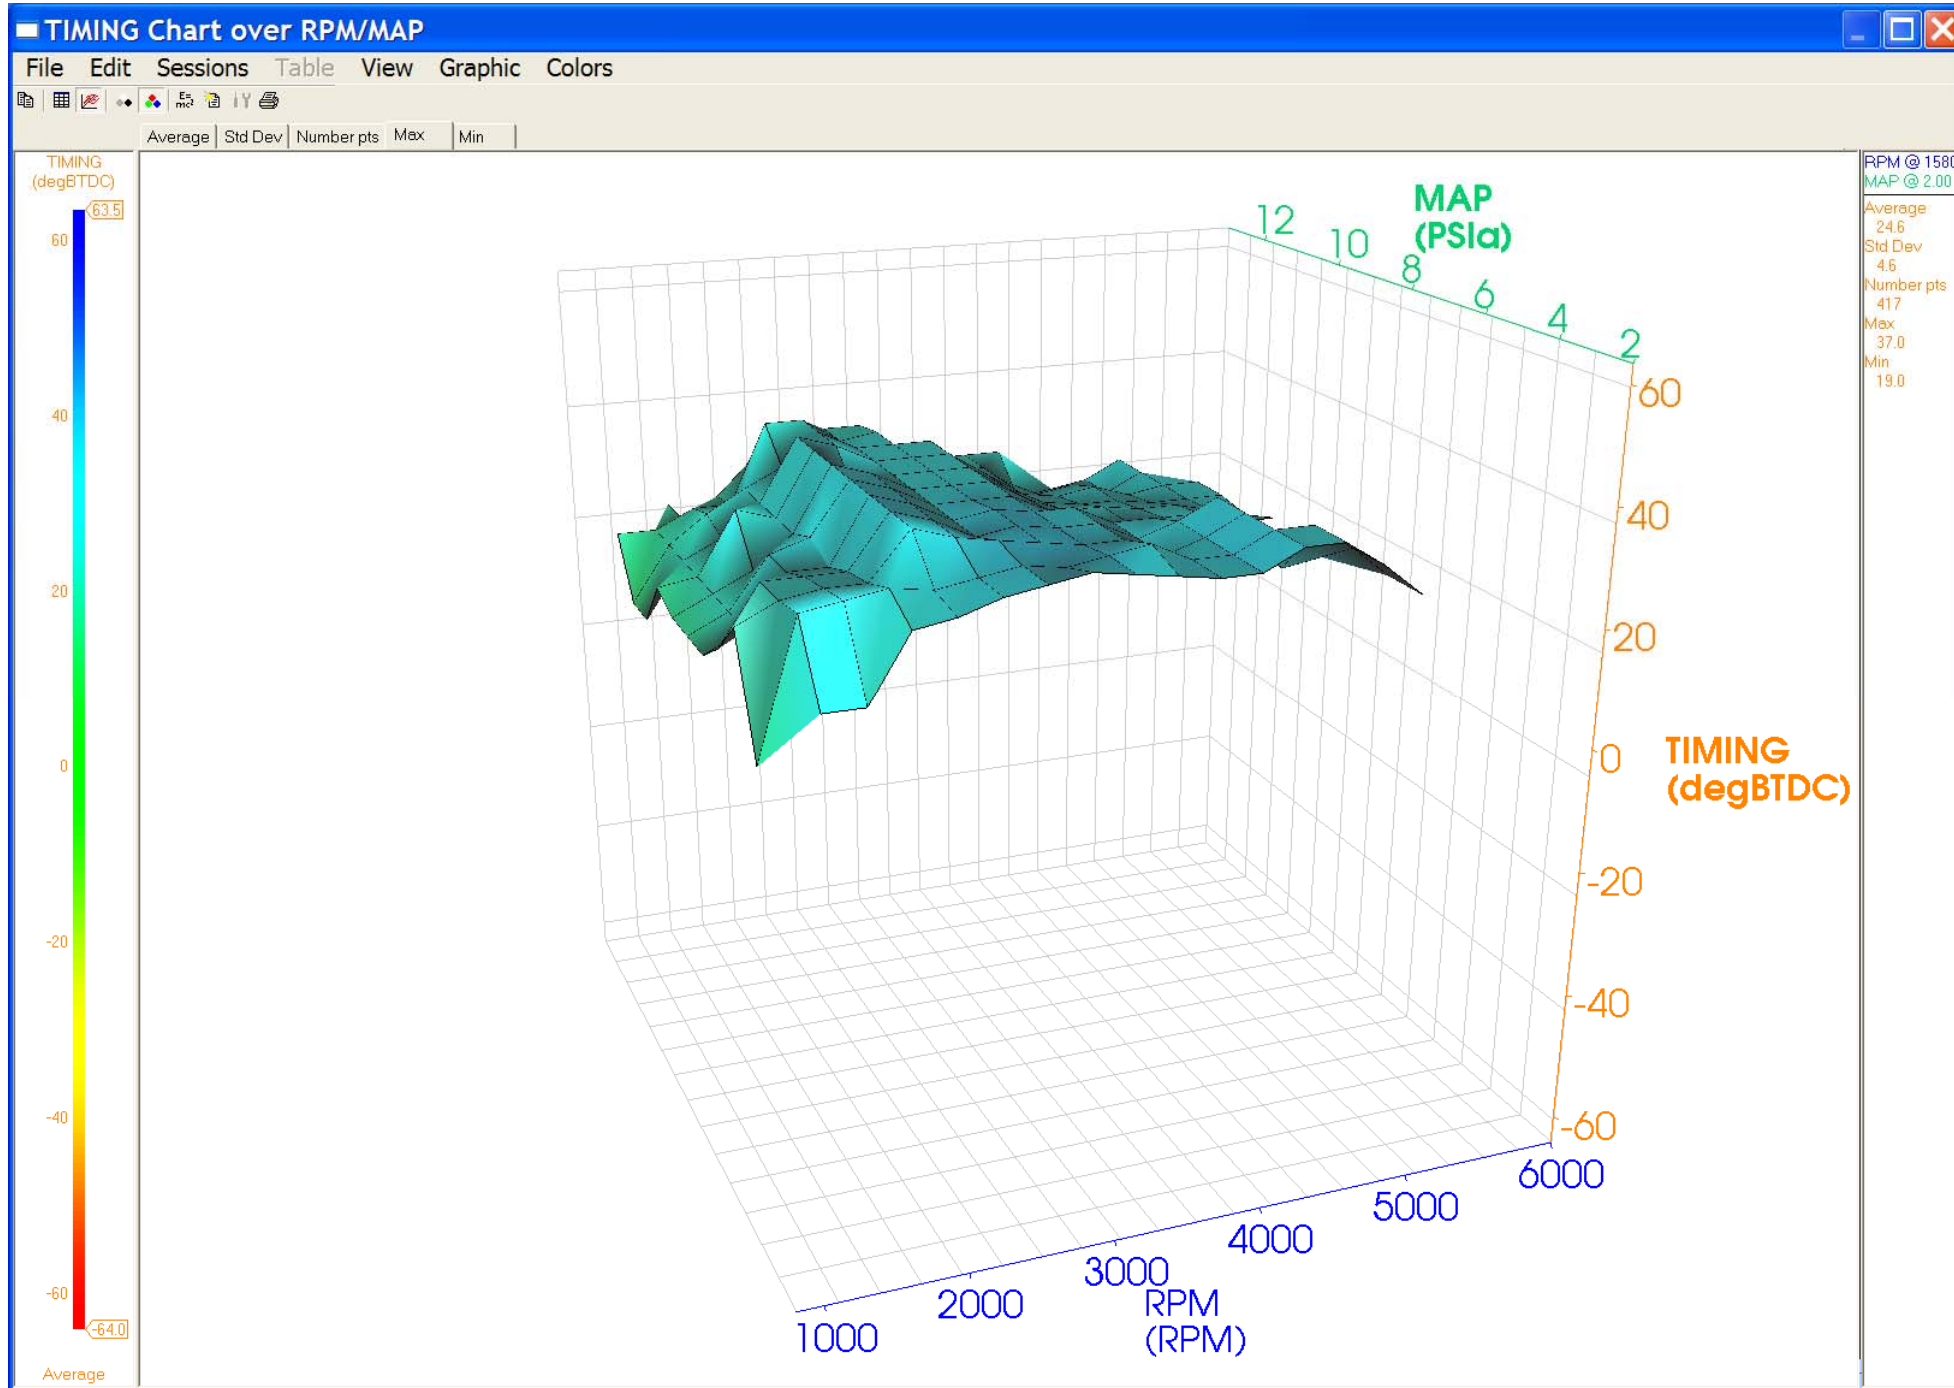 TIMING Chart over RPM/MAP
File Edit Sessions Table View Graphic Colors
E= mc²
Average Std Dev Number pts Max Min
TIMING
(degBTDC)
63.5
60
40
20
0
-20
-40
-60
-64.0
Average
MAP
(PSIa)
12
10
8
6
4
2
60
40
20
0
-20
-40
-60
TIMING
(degBTDC)
1000
2000
3000
4000
5000
6000
RPM
(RPM)
RPM @ 1580
MAP @ 2.00
Average
24.6
Std Dev
4.6
Number pts
417
Max
37.0
Min
19.0